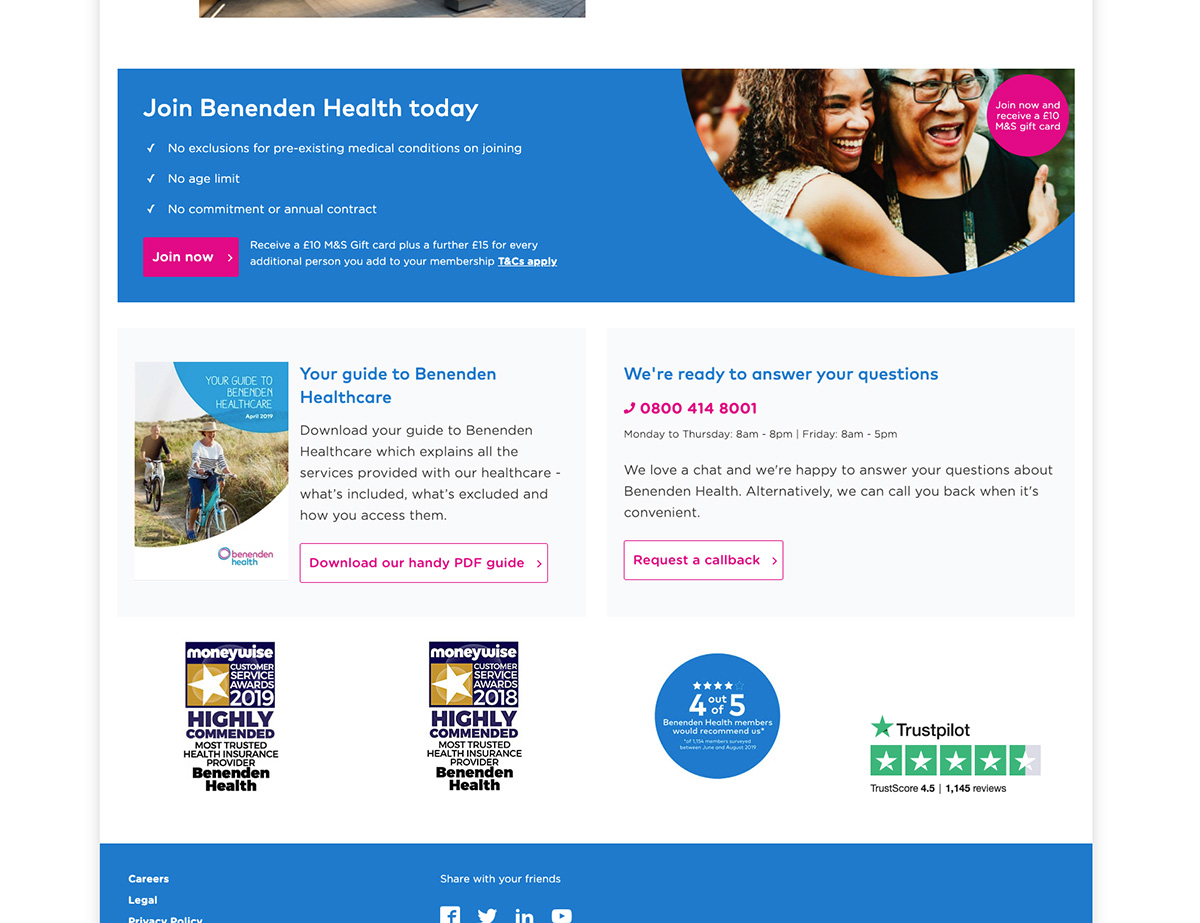 Join Benenden Health today
✓ No exclusions for pre-existing medical conditions on joining
✓ No age limit
✓ No commitment or annual contract
Join now
Receive a £10 M&S Gift card plus a further £15 for every
additional person you add to your membership T&Cs apply
Join now and
receive a £10
M&S gift card
YOUR GUIDE TO
BENENDEN
HEALTHCARE
April 2019
benenden
health
Your guide to Benenden
Healthcare
Download your guide to Benenden
Healthcare which explains all the
services provided with our healthcare -
what's included, what's excluded and
how you access them.
Download our handy PDF guide
We're ready to answer your questions
0800 414 8001
Monday to Thursday: 8am - 8pm | Friday: 8am - 5pm
We love a chat and we're happy to answer your questions about
Benenden Health. Alternatively, we can call you back when it's
convenient.
Request a callback
moneywise
CUSTOMER
SERVICE
AWARDS
2019
HIGHLY
COMMENDED
MOST TRUSTED
HEALTH INSURANCE
PROVIDER
Benenden
Health
moneywise
CUSTOMER
SERVICE
AWARDS
2018
HIGHLY
COMMENDED
MOST TRUSTED
HEALTH INSURANCE
PROVIDER
Benenden
Health
4 out of 5
Benenden Health members
would recommend us*
*of 1,154 members surveyed
between June and August 2019
Trustpilot
TrustScore 4.5 | 1,145 reviews
Careers
Legal
Privacy Policy
Share with your friends